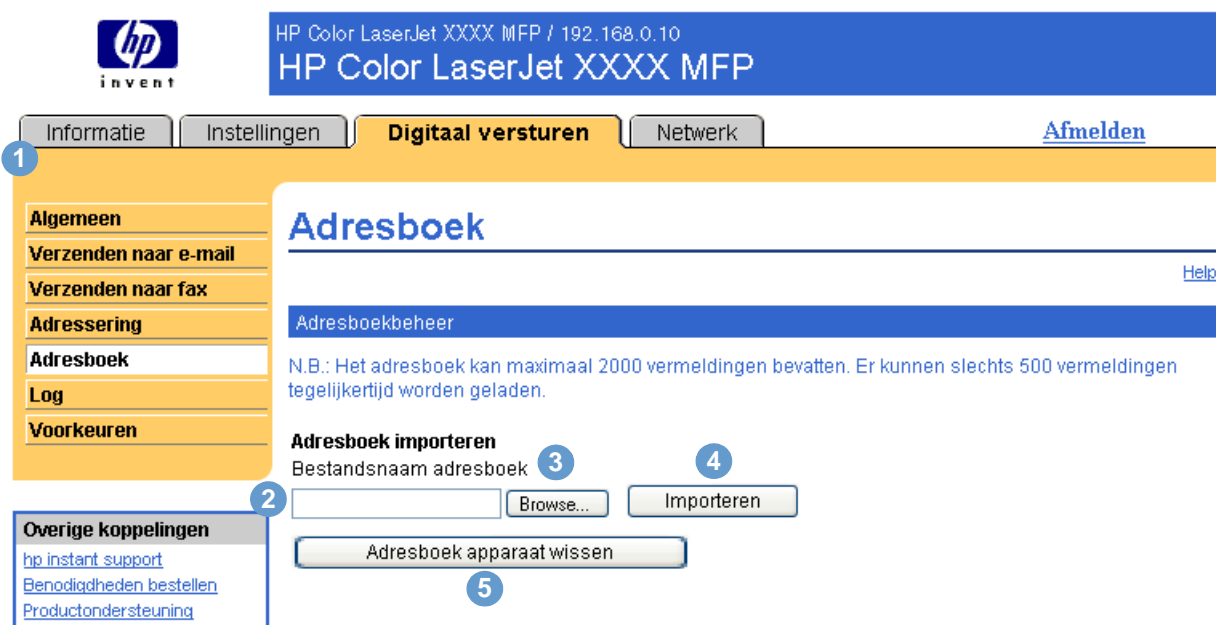 hp
invent
HP Color LaserJet XXXX MFP / 192.168.0.10
HP Color LaserJet XXXX MFP
Informatie
Instellingen
Digitaal versturen
Netwerk
Afmelden
1
Algemeen
Verzenden naar e-mail
Verzenden naar fax
Adressering
Adresboek
Log
Voorkeuren
Adresboek
Help
Adresboekbeheer
N.B.: Het adresboek kan maximaal 2000 vermeldingen bevatten. Er kunnen slechts 500 vermeldingen
tegelijkertijd worden geladen.
Adresboek importeren
Bestandsnaam adresboek
3
4
2
Browse...
Importeren
Adresboek apparaat wissen
5
Overige koppelingen
hp instant support
Benodigdheden bestellen
Productondersteuning